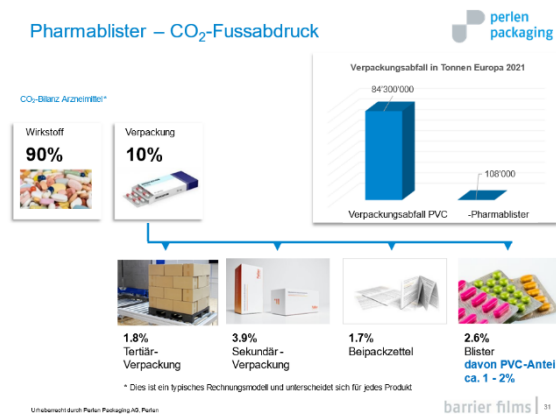 Pharmablister – CO₂-Fussabdruck
perlen
packaging
Verpackungsabfall in Tonnen Europa 2021
84'300'000
108'000
Verpackungsabfall PVC -Pharmablister
CO₂-Bilanz Arzneimittel*
Wirkstoff
90%
Verpackung
10%
1.8%
Tertiär-
Verpackung
3.9%
Sekundär-
Verpackung
1.7%
Beipackzettel
2.6%
Blister
davon PVC-Antei
ca. 1 - 2%
* Dies ist ein typisches Rechnungsmodell und unterscheidet sich für jedes Produkt
Urheberrecht durch Perlen Packaging AG, Perlen
barrier films